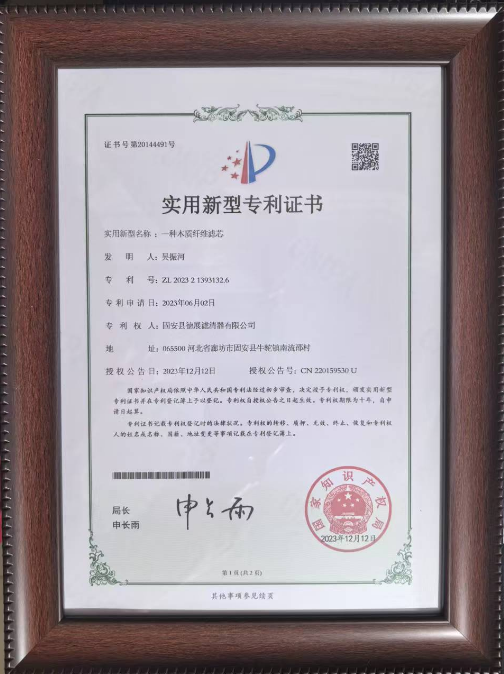 证书号第20144491号
实用新型专利证书
实用新型名称：一种木质纤维滤芯
发明人：吴振河
专利号：ZL 2023 2 1393132.6
专利申请日：2023年06月02日
专利权人：固安县德展滤清器有限公司
地址：065500 河北省廊坊市固安县牛驼镇南流邵村
授权公告日：2023年12月12日 授权公告号：CN 220159530 U
国家知识产权局依照中华人民共和国专利法经过初步审查，决定授予专利权，颁发实用新型
专利证书并在专利登记簿上予以登记。专利权自授权公告之日起生效。专利权期限为十年，自申
请日起算。
专利证书记载专利权登记时的法律状况。专利权的转移、质押、无效、终止、恢复和专利权
人的姓名或名称、国籍、地址变更等事项记载在专利登记簿上。
局长
申长雨
申长雨
国家知识产权局
2023年12月12日
第 1 页 (共 2 页)
其他事项参见续页